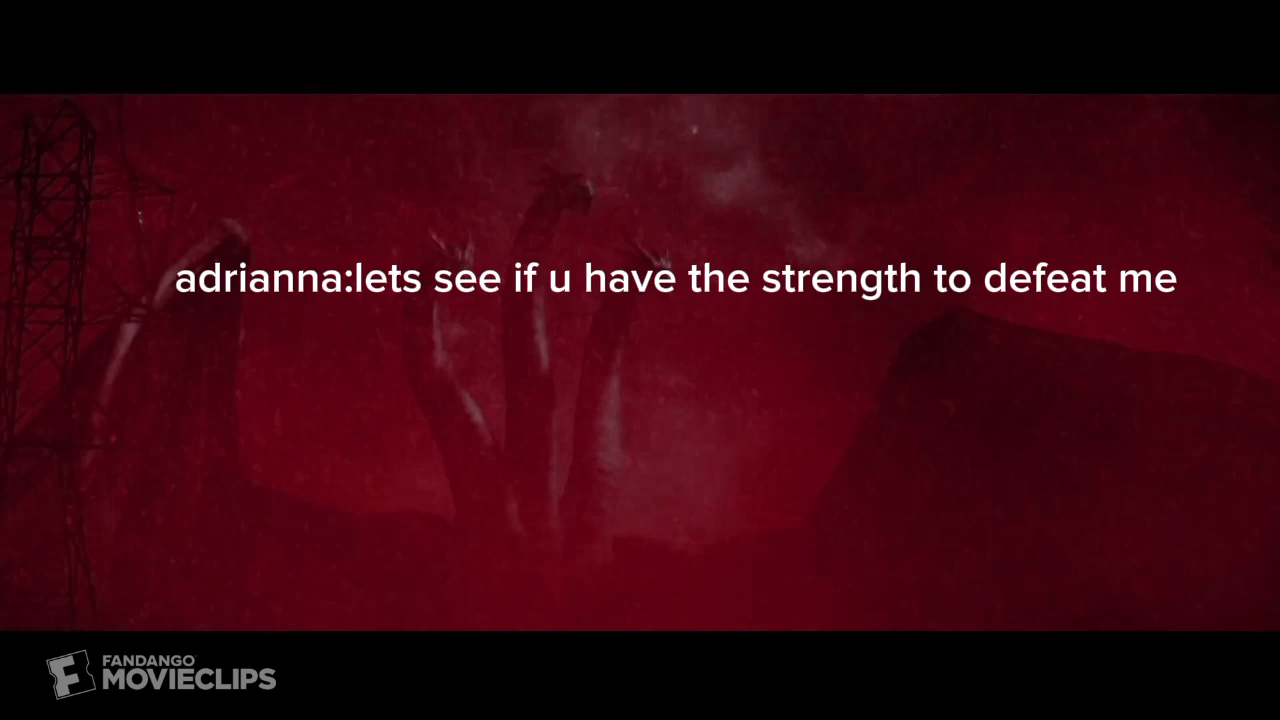 adrianna:lets see if u have the strength to defeat me
FANDANGO
MOVIECLIPS